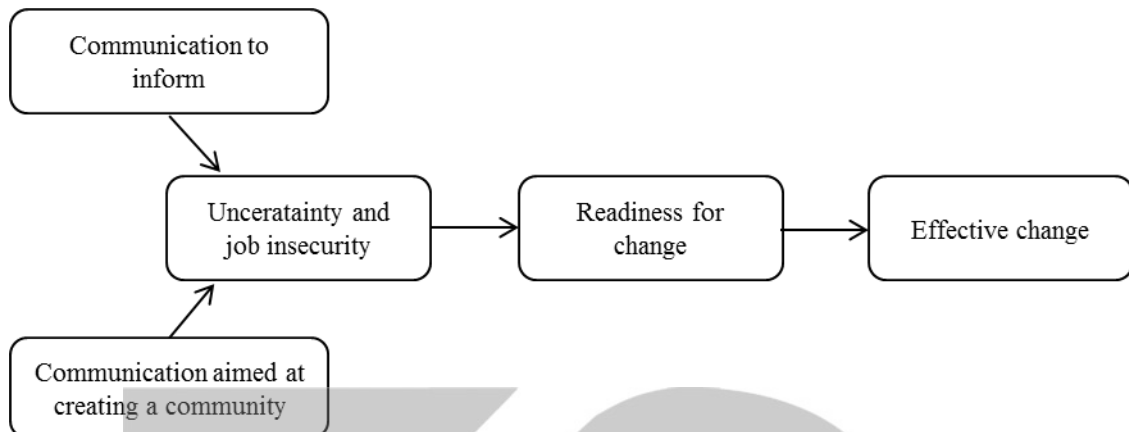 Communication to
inform
Unceratainty and
job insecurity
Readiness for
change
Effective change
Communication aimed at
creating a community